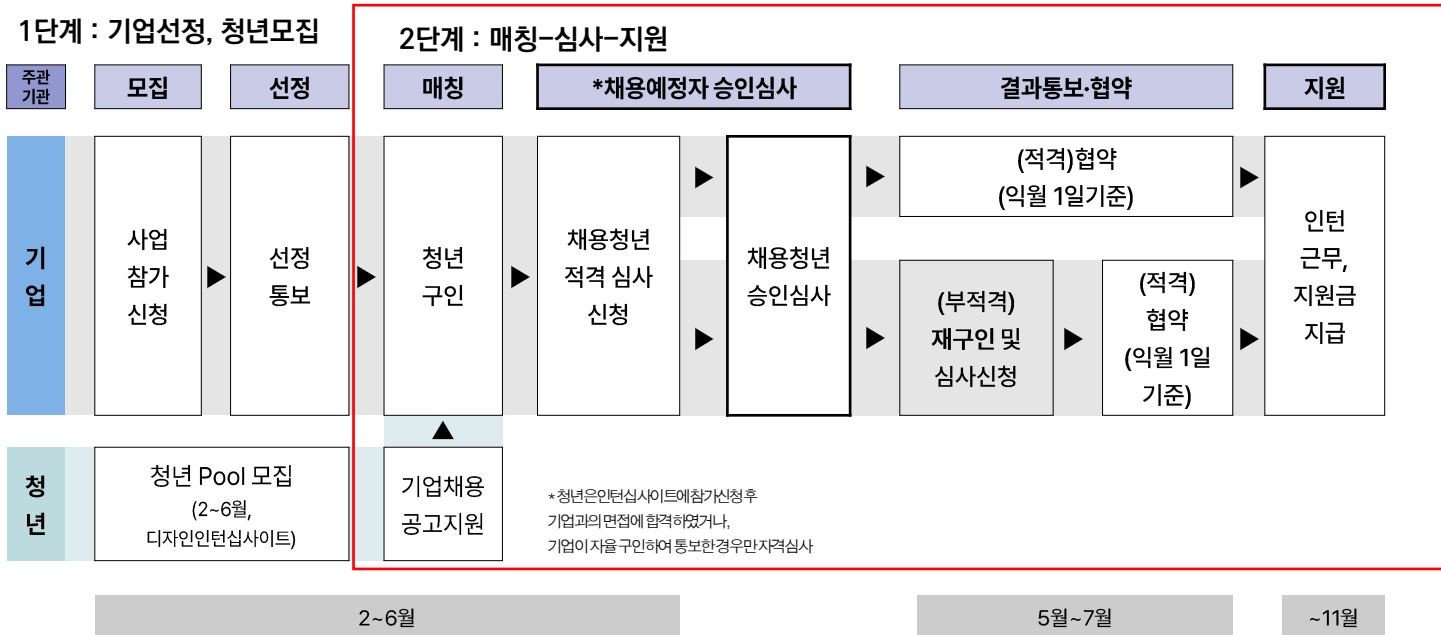 1단계 : 기업선정, 청년모집
2단계 : 매칭-심사-지원
주관
기관
모집
선정
매칭
*채용예정자 승인심사
결과통보·협약
지원
기
업
사업
참가
신청
▶
선정
통보
▶
청년
구인
▶
채용청년
적격 심사
신청
▶
▶
채용청년
승인심사
▶
▶
(적격)협약
(익월 1일기준)
▶
(부적격)
재구인 및
심사신청
▶
(적격)
협약
(익월 1일
기준)
▶
인턴
근무,
지원금
지급
▲
청
년
청년 Pool 모집
(2~6월,
디자인인턴십사이트)
기업채용
공고지원
* 청년은 인턴십사이트에 참가신청 후
기업과의 면접에 합격하였거나,
기업이 자율 구인하여 통보한 경우만 자격심사
2~6월
5월~7월
~11월